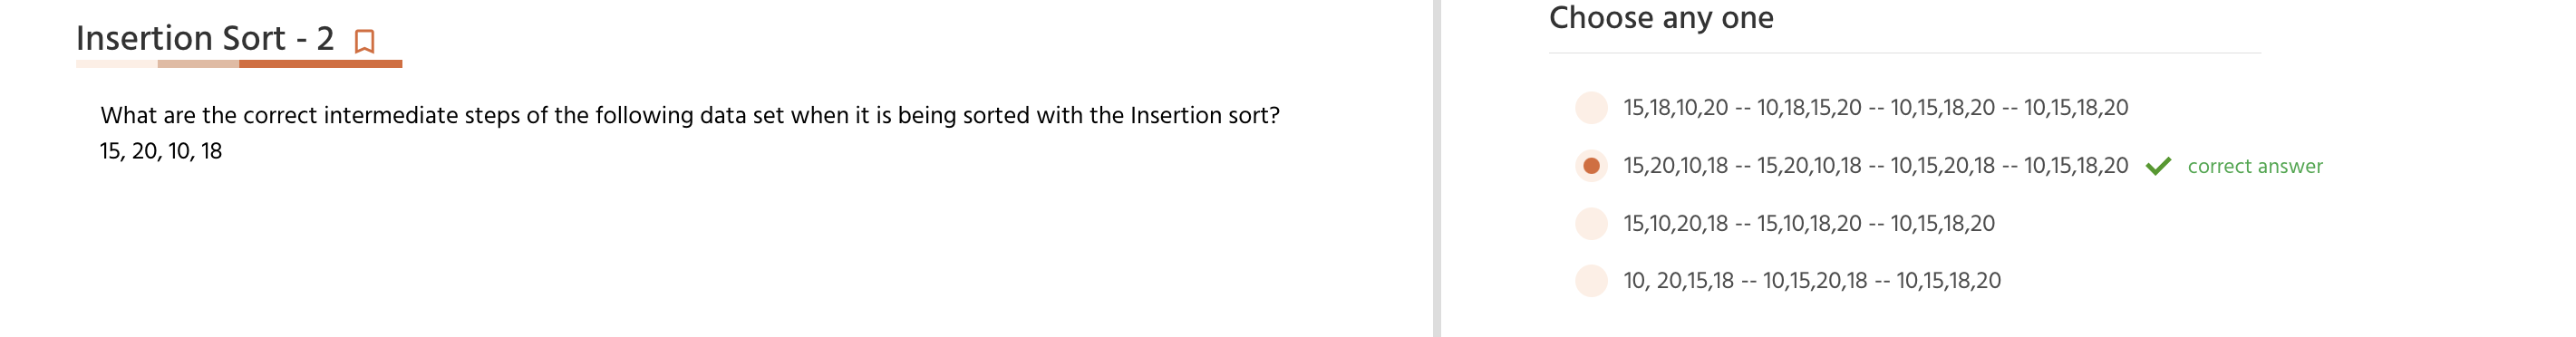 Insertion Sort - 2
What are the correct intermediate steps of the following data set when it is being sorted with the Insertion sort?
15, 20, 10, 18
Choose any one
15,18,10,20 -- 10,18,15,20 -- 10,15,18,20 -- 10,15,18,20
15,20,10,18 -- 15,20,10,18 -- 10,15,20,18 -- 10,15,18,20 correct answer
15,10,20,18 -- 15,10,18,20 -- 10,15,18,20
10, 20,15,18 -- 10,15,20,18 -- 10,15,18,20